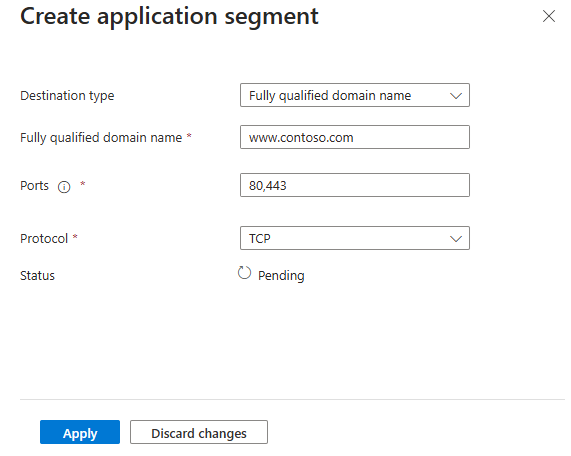 Create application segment
Destination type Fully qualified domain name
Fully qualified domain name * www.contoso.com
Ports * 80,443
Protocol * TCP
Status Pending
Apply Discard changes